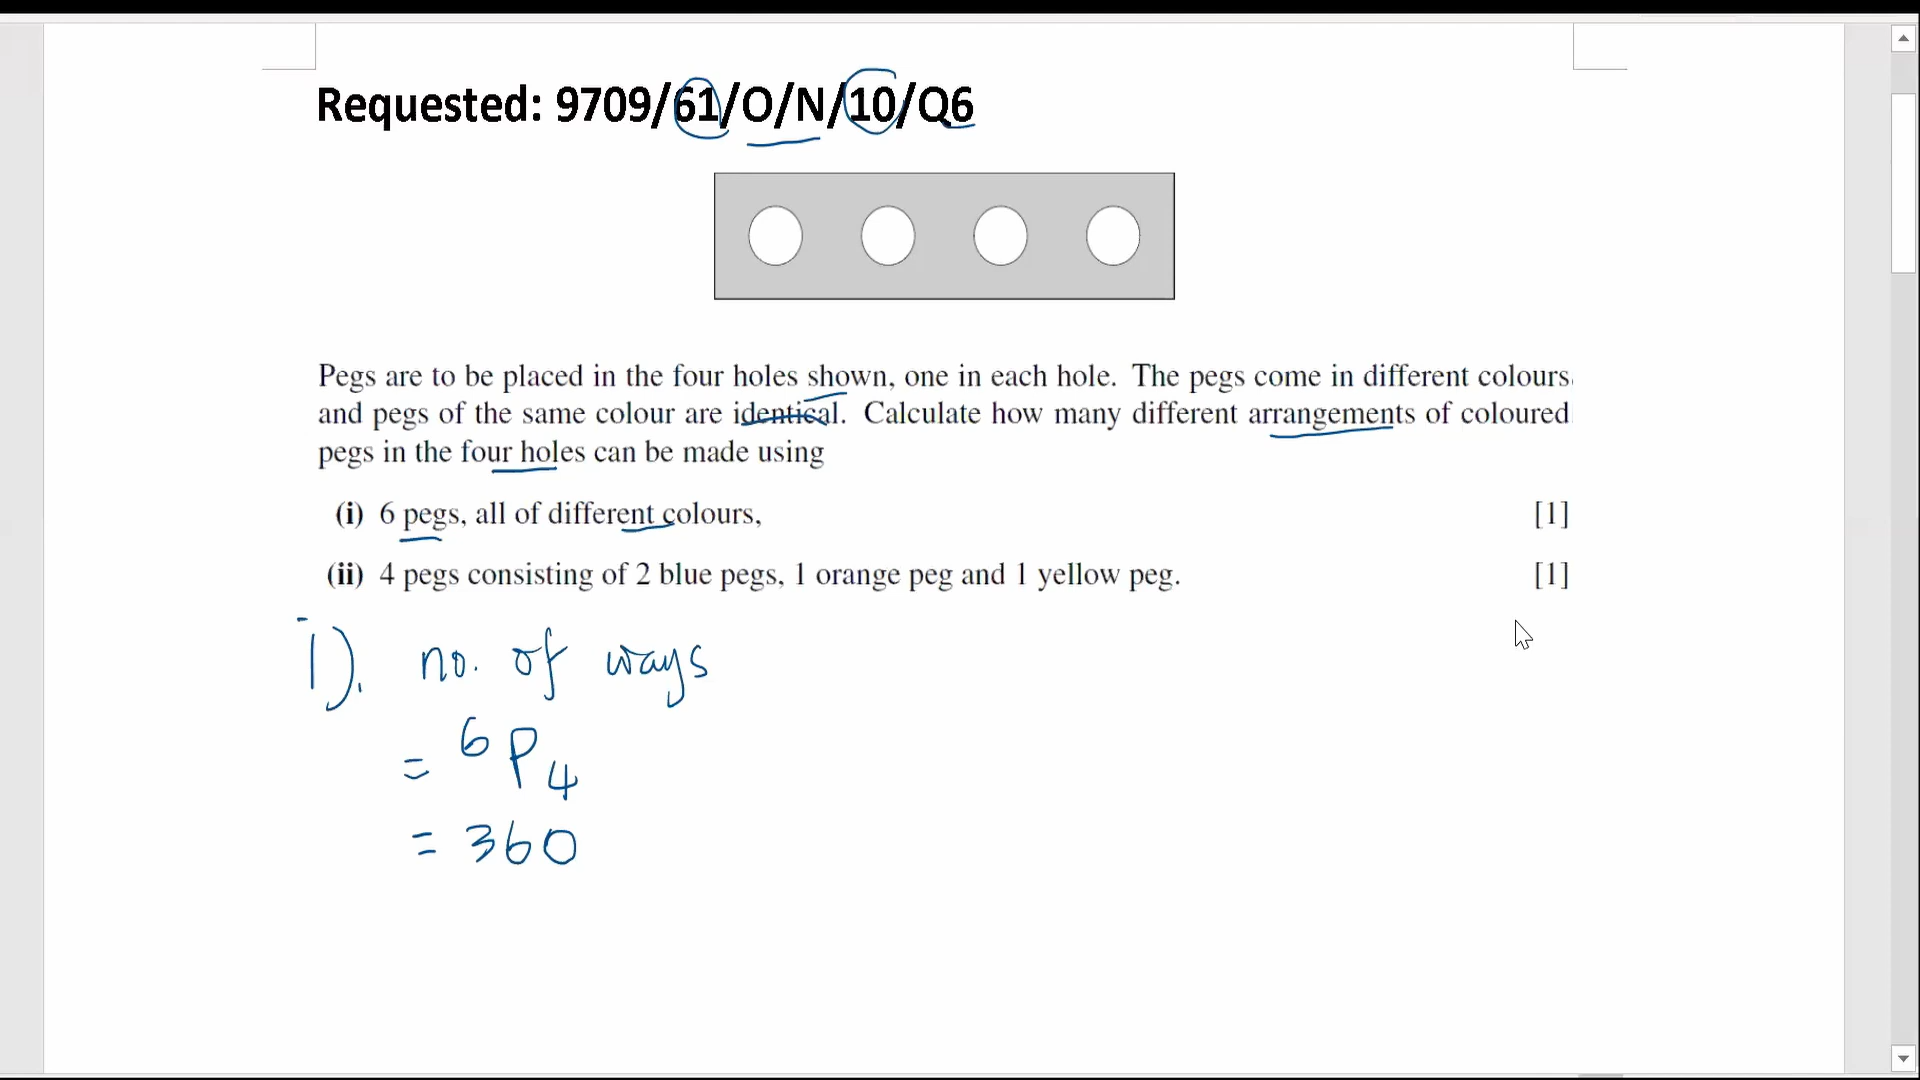 Requested: 9709/61/O/N/10/Q6
Pegs are to be placed in the four holes shown, one in each hole. The pegs come in different colours
and pegs of the same colour are identical. Calculate how many different arrangements of coloured
pegs in the four holes can be made using
(i) 6 pegs, all of different colours, [1]
(ii) 4 pegs consisting of 2 blue pegs, 1 orange peg and 1 yellow peg. [1]
i). no. of ways
= ⁶P₄
= 360